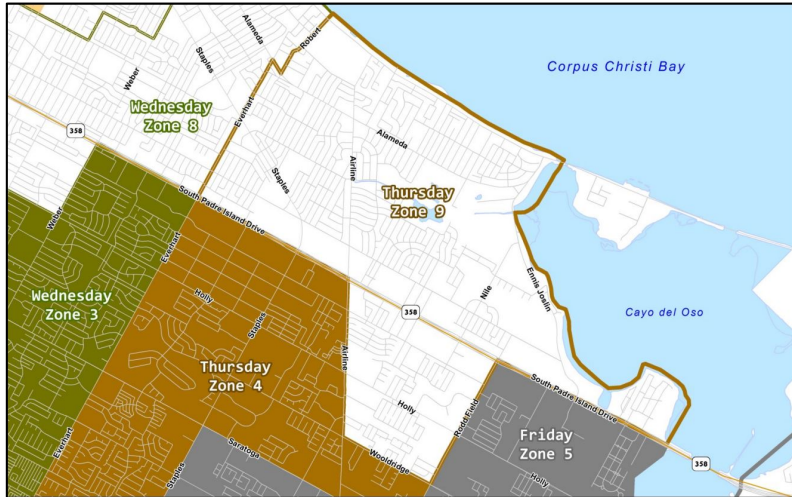 Corpus Christi Bay
Alameda
Staples
Robert
Weber
Wednesday
Zone 8
Everhart
358
Alameda
Staples
Airline
Thursday
Zone 9
South Padre Island Drive
Weber
Everhart
Ennis Joslin
Nile
Cayo del Oso
Wednesday
Zone 3
Holly
Staples
358
Airline
Thursday
Zone 4
South Padre Island Drive
Holly
Rodd Field
Friday
Zone 5
Everhart
Staples
Saratoga
Wooldridge
Holly
358